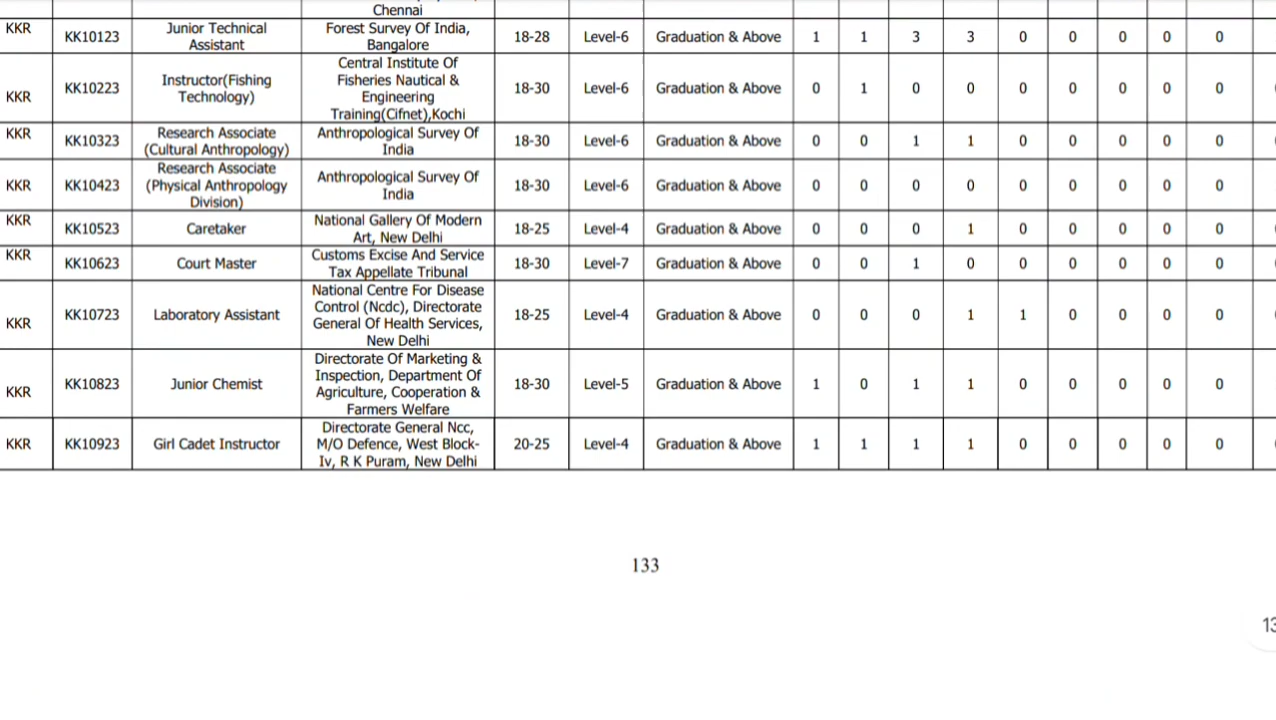 Chennai
KKR KK10123 Junior Technical Assistant Forest Survey Of India, Bangalore 18-28 Level-6 Graduation & Above 1 1 3 3 0 0 0 0 0
KKR KK10223 Instructor(Fishing Technology) Central Institute Of Fisheries Nautical & Engineering Training(Cifnet),Kochi 18-30 Level-6 Graduation & Above 0 1 0 0 0 0 0 0 0
KKR KK10323 Research Associate (Cultural Anthropology) Anthropological Survey Of India 18-30 Level-6 Graduation & Above 0 0 1 1 0 0 0 0 0
KKR KK10423 Research Associate (Physical Anthropology Division) Anthropological Survey Of India 18-30 Level-6 Graduation & Above 0 0 0 0 0 0 0 0 0
KKR KK10523 Caretaker National Gallery Of Modern Art, New Delhi 18-25 Level-4 Graduation & Above 0 0 0 1 0 0 0 0 0
KKR KK10623 Court Master Customs Excise And Service Tax Appellate Tribunal 18-30 Level-7 Graduation & Above 0 0 1 0 0 0 0 0 0
KKR KK10723 Laboratory Assistant National Centre For Disease Control (Ncdc), Directorate General Of Health Services, New Delhi 18-25 Level-4 Graduation & Above 0 0 0 1 1 0 0 0 0
KKR KK10823 Junior Chemist Directorate Of Marketing & Inspection, Department Of Agriculture, Cooperation & Farmers Welfare 18-30 Level-5 Graduation & Above 1 0 1 1 0 0 0 0 0
KKR KK10923 Girl Cadet Instructor Directorate General Ncc, M/O Defence, West Block-Iv, R K Puram, New Delhi 20-25 Level-4 Graduation & Above 1 1 1 1 0 0 0 0 0
133